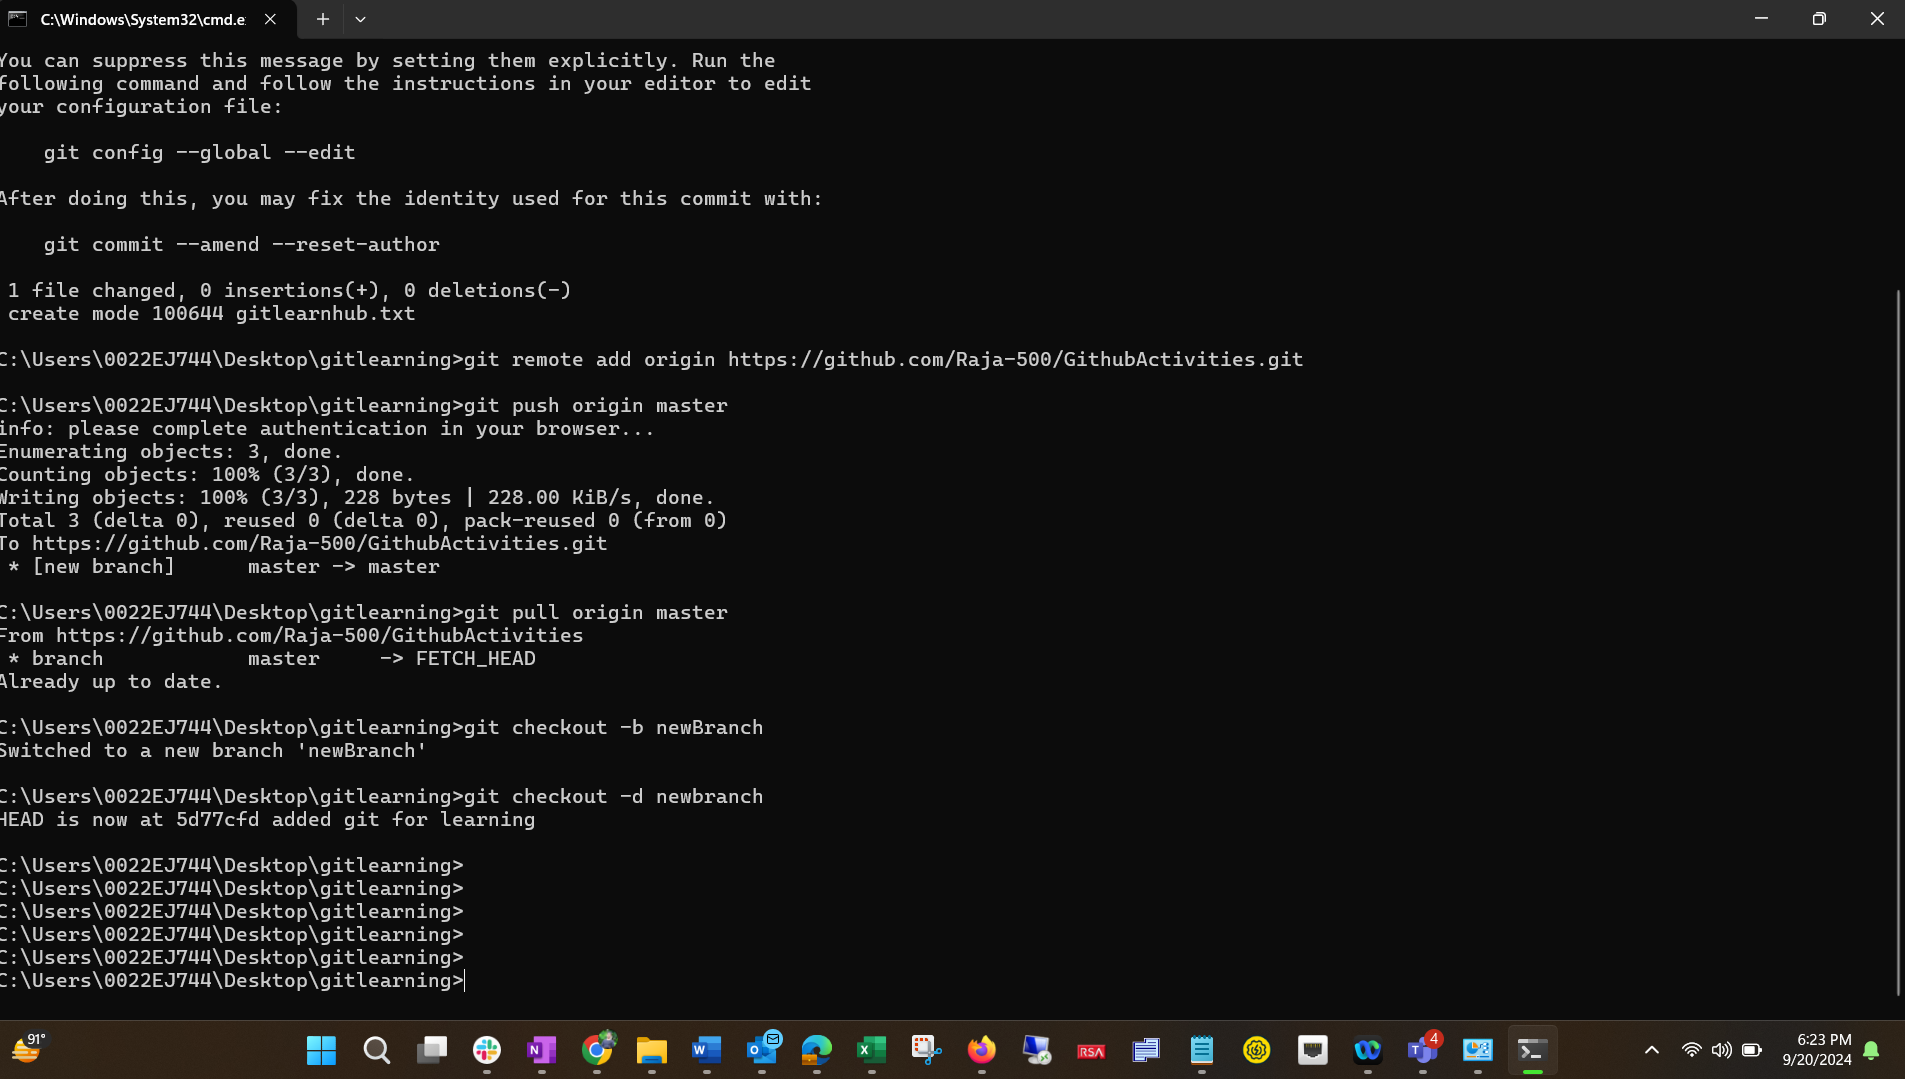 C:\Windows\System32\cmd.e
You can suppress this message by setting them explicitly. Run the
following command and follow the instructions in your editor to edit
your configuration file:
git config --global --edit
After doing this, you may fix the identity used for this commit with:
git commit --amend --reset-author
1 file changed, 0 insertions(+), 0 deletions(-)
create mode 100644 gitlearnhub.txt
C:\Users\0022EJ744\Desktop\gitlearning>git remote add origin https://github.com/Raja-500/GithubActivities.git
C:\Users\0022EJ744\Desktop\gitlearning>git push origin master
info: please complete authentication in your browser...
Enumerating objects: 3, done.
Counting objects: 100% (3/3), done.
Writing objects: 100% (3/3), 228 bytes | 228.00 KiB/s, done.
Total 3 (delta 0), reused 0 (delta 0), pack-reused 0 (from 0)
To https://github.com/Raja-500/GithubActivities.git
* [new branch]      master -> master
C:\Users\0022EJ744\Desktop\gitlearning>git pull origin master
From https://github.com/Raja-500/GithubActivities
* branch            master     -> FETCH_HEAD
Already up to date.
C:\Users\0022EJ744\Desktop\gitlearning>git checkout -b newBranch
Switched to a new branch 'newBranch'
C:\Users\0022EJ744\Desktop\gitlearning>git checkout -d newbranch
HEAD is now at 5d77cfd added git for learning
C:\Users\0022EJ744\Desktop\gitlearning>
C:\Users\0022EJ744\Desktop\gitlearning>
C:\Users\0022EJ744\Desktop\gitlearning>
C:\Users\0022EJ744\Desktop\gitlearning>
C:\Users\0022EJ744\Desktop\gitlearning>
C:\Users\0022EJ744\Desktop\gitlearning>
91°
N
W
O
X
RSA
T
4
6:23 PM
9/20/2024